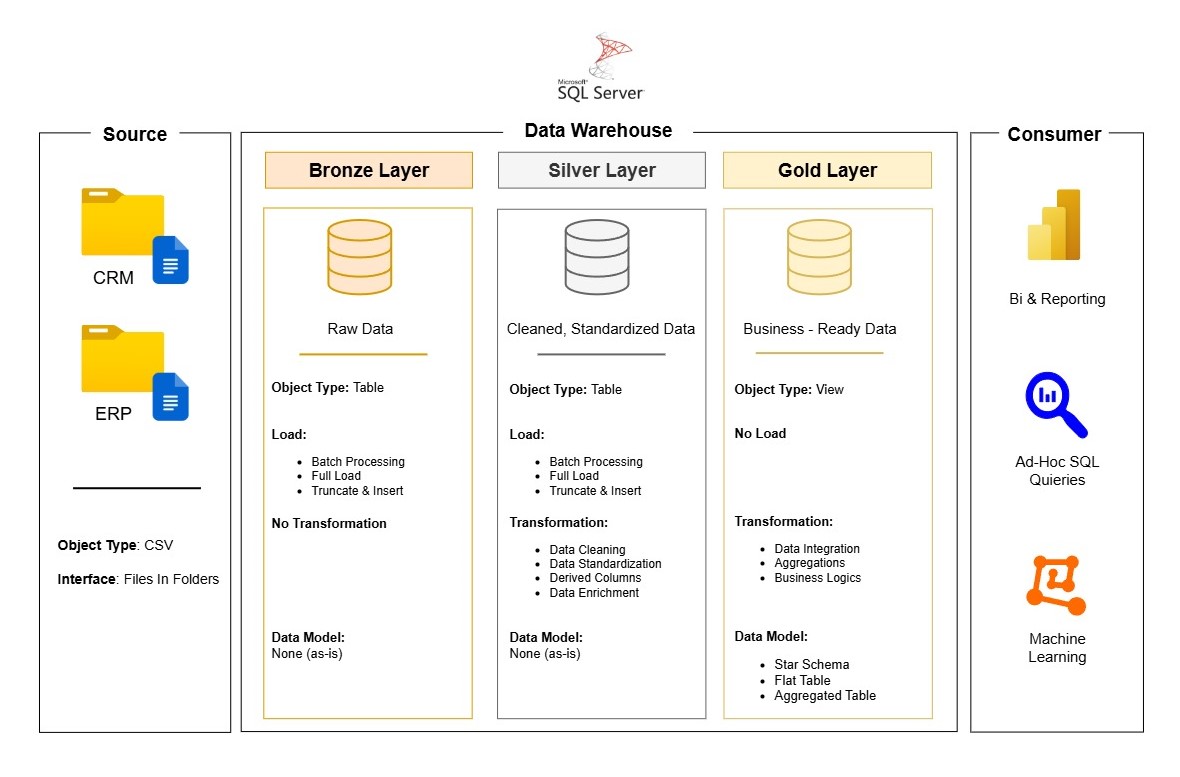 Microsoft®
SQL Server
Source
CRM
ERP
Object Type: CSV
Interface: Files In Folders
Data Warehouse
Bronze Layer
Raw Data
Object Type: Table
Load:
Batch Processing
Full Load
Truncate & Insert
No Transformation
Data Model:
None (as-is)
Silver Layer
Cleaned, Standardized Data
Object Type: Table
Load:
Batch Processing
Full Load
Truncate & Insert
Transformation:
Data Cleaning
Data Standardization
Derived Columns
Data Enrichment
Data Model:
None (as-is)
Gold Layer
Business - Ready Data
Object Type: View
No Load
Transformation:
Data Integration
Aggregations
Business Logics
Data Model:
Star Schema
Flat Table
Aggregated Table
Consumer
Bi & Reporting
Ad-Hoc SQL
Quieries
Machine
Learning